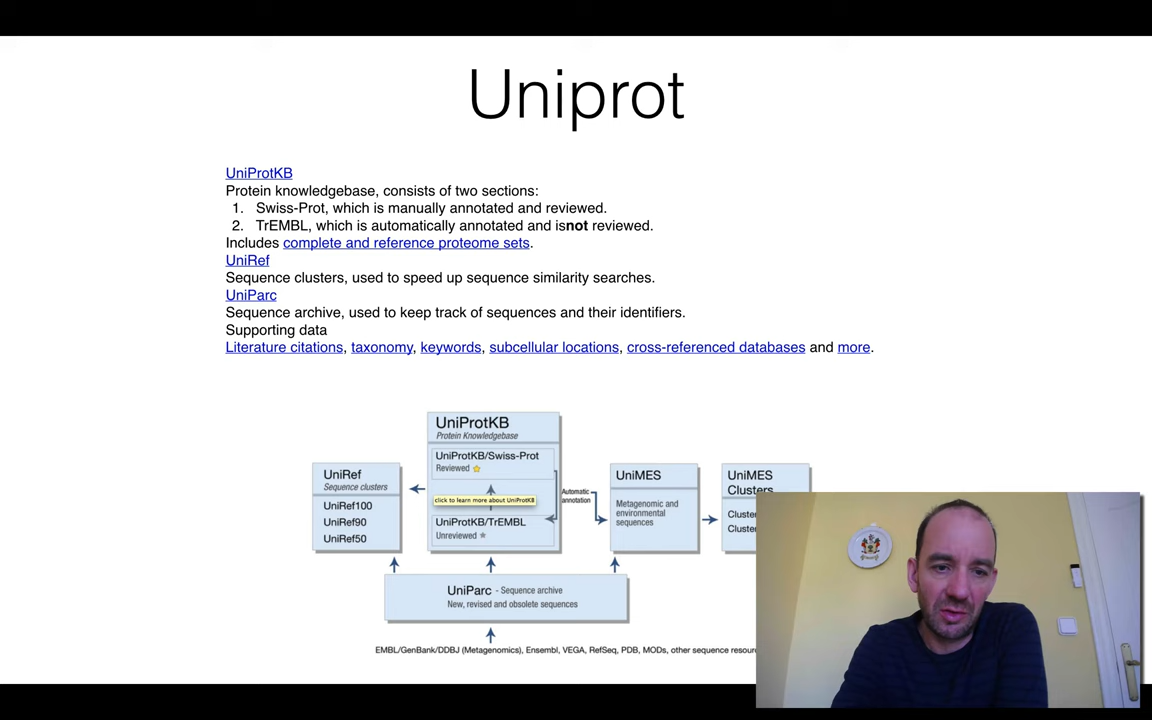 Uniprot
UniProtKB
Protein knowledgebase, consists of two sections:
1. Swiss-Prot, which is manually annotated and reviewed.
2. TrEMBL, which is automatically annotated and isnot reviewed.
Includes complete and reference proteome sets.
UniRef
Sequence clusters, used to speed up sequence similarity searches.
UniParc
Sequence archive, used to keep track of sequences and their identifiers.
Supporting data
Literature citations, taxonomy, keywords, subcellular locations, cross-referenced databases and more.
UniProtKB
Protein Knowledgebase
UniProtKB/Swiss-Prot
Reviewed
click to learn more about UniProtKB
UniProtKB/TrEMBL
Unreviewed
UniRef
Sequence clusters
UniRef100
UniRef90
UniRef50
Automatic
annotation
UniMES
Metagenomic and
environmental
sequences
UniMES
Clusters
UniParc - Sequence archive
New, revised and obsolete sequences
EMBL/GenBank/DDBJ (Metagenomics), Ensembl, VEGA, RefSeq, PDB, MODs, other sequence